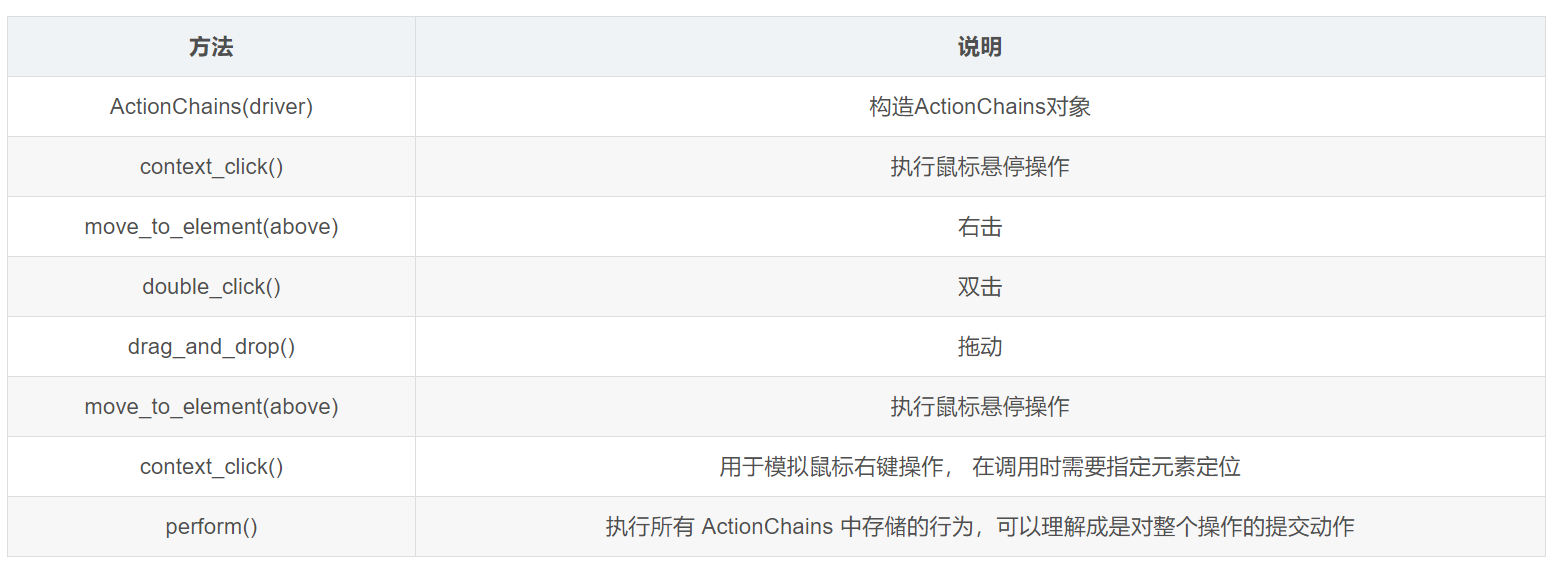 方法 说明
ActionChains(driver) 构造ActionChains对象
context_click() 执行鼠标悬停操作
move_to_element(above) 右击
double_click() 双击
drag_and_drop() 拖动
move_to_element(above) 执行鼠标悬停操作
context_click() 用于模拟鼠标右键操作， 在调用时需要指定元素定位
perform() 执行所有 ActionChains 中存储的行为，可以理解成是对整个操作的提交动作